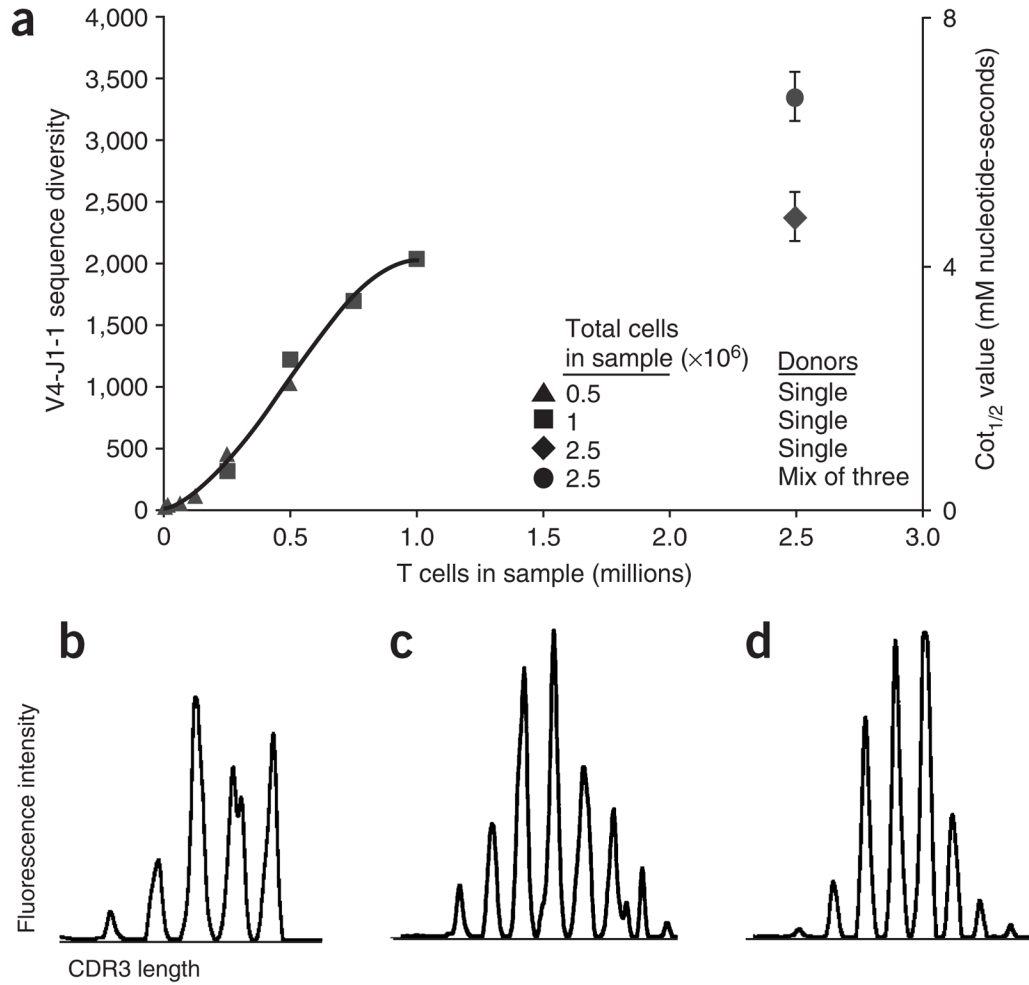 a
4,000
3,500
3,000
2,500
2,000
1,500
1,000
500
0
V4-J1-1 sequence diversity
8
4
0
Cot1/2 value (mM nucleotide-seconds)
Total cells
in sample (×10⁶) Donors
0.5 Single
1 Single
2.5 Single
2.5 Mix of three
0 0.5 1.0 1.5 2.0 2.5 3.0
T cells in sample (millions)
b c d
Fluorescence intensity
CDR3 length